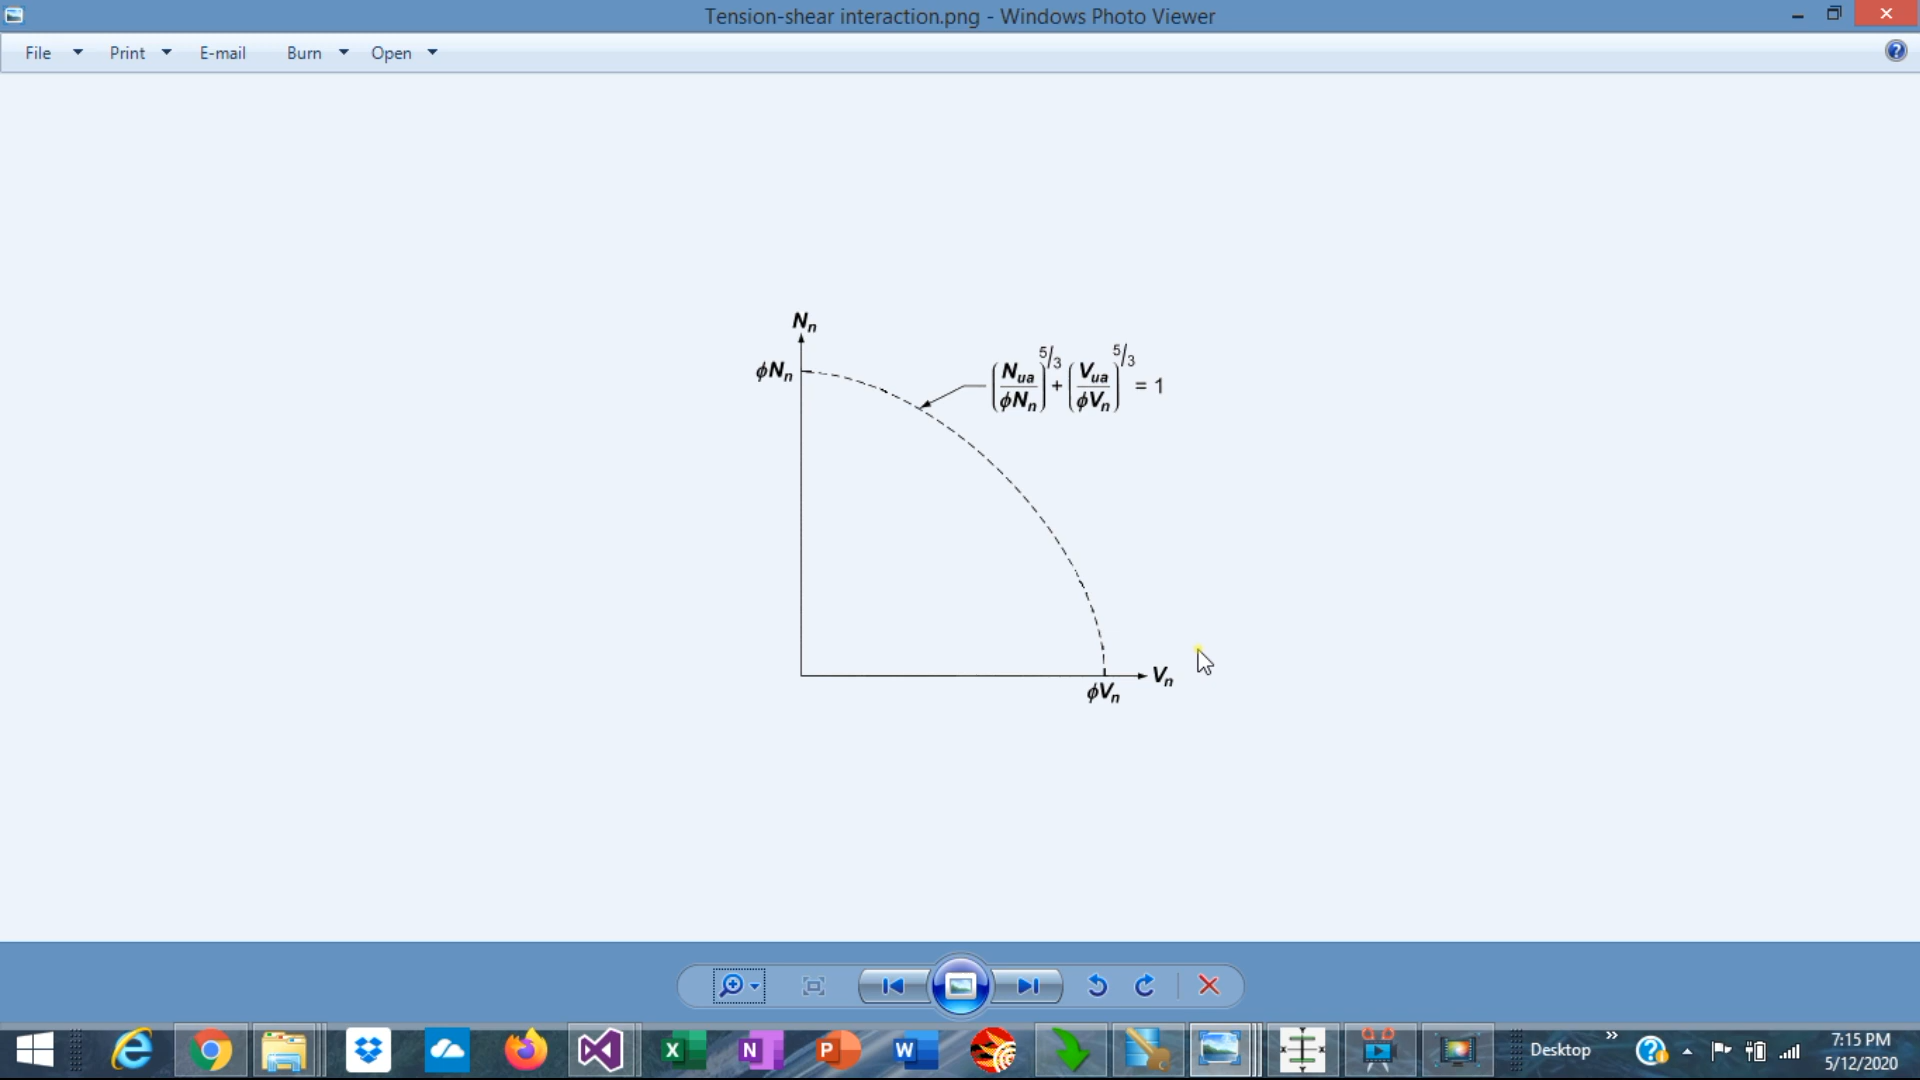 Tension-shear interaction.png - Windows Photo Viewer
File Print E-mail Burn Open
Nn
ϕNn
(Nua/ϕNn)^5/3 + (Vua/ϕVn)^5/3 = 1
Vn
ϕVn
Desktop
7:15 PM
5/12/2020